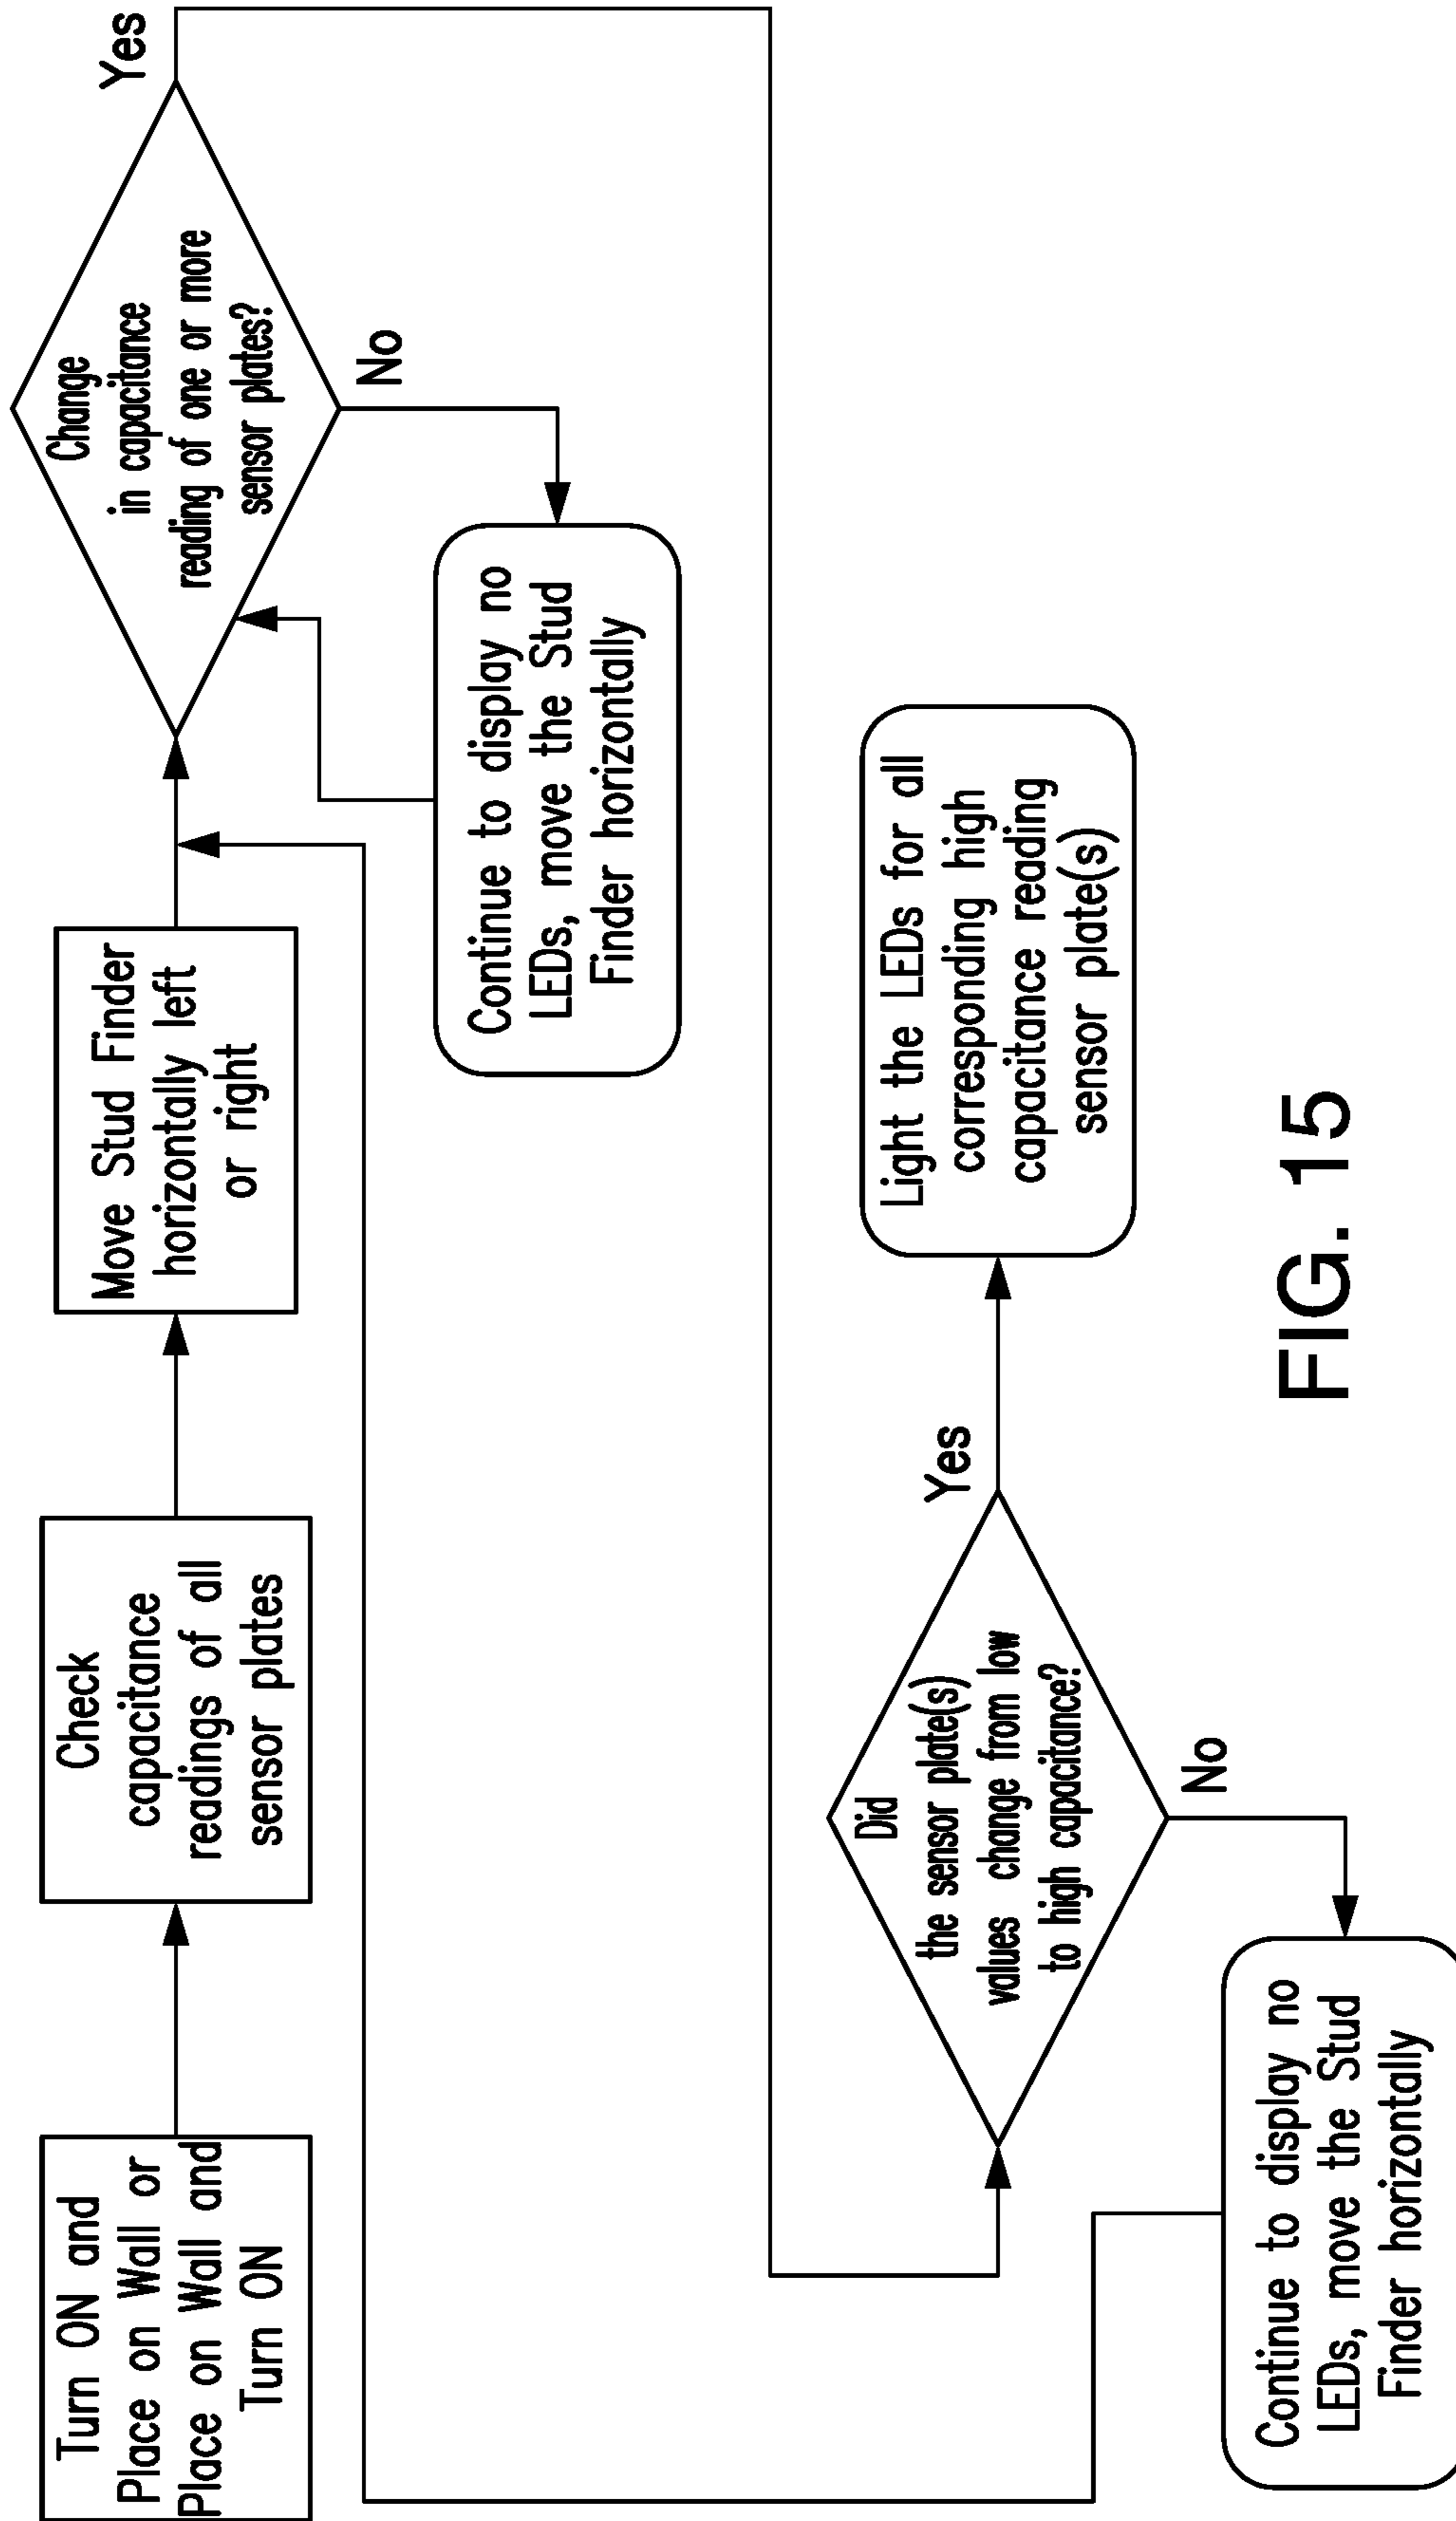 Turn ON and
Place on Wall or
Place on Wall and
Turn ON
Check
capacitance
readings of all
sensor plates
Move Stud Finder
horizontally left
or right
Change
in capacitance
reading of one or more
sensor plates?
Yes
No
Continue to display no
LEDs, move the Stud
Finder horizontally
Did
the sensor plate(s)
values change from low
to high capacitance?
Yes
No
Light the LEDs for all
corresponding high
capacitance reading
sensor plate(s)
Continue to display no
LEDs, move the Stud
Finder horizontally
FIG. 15